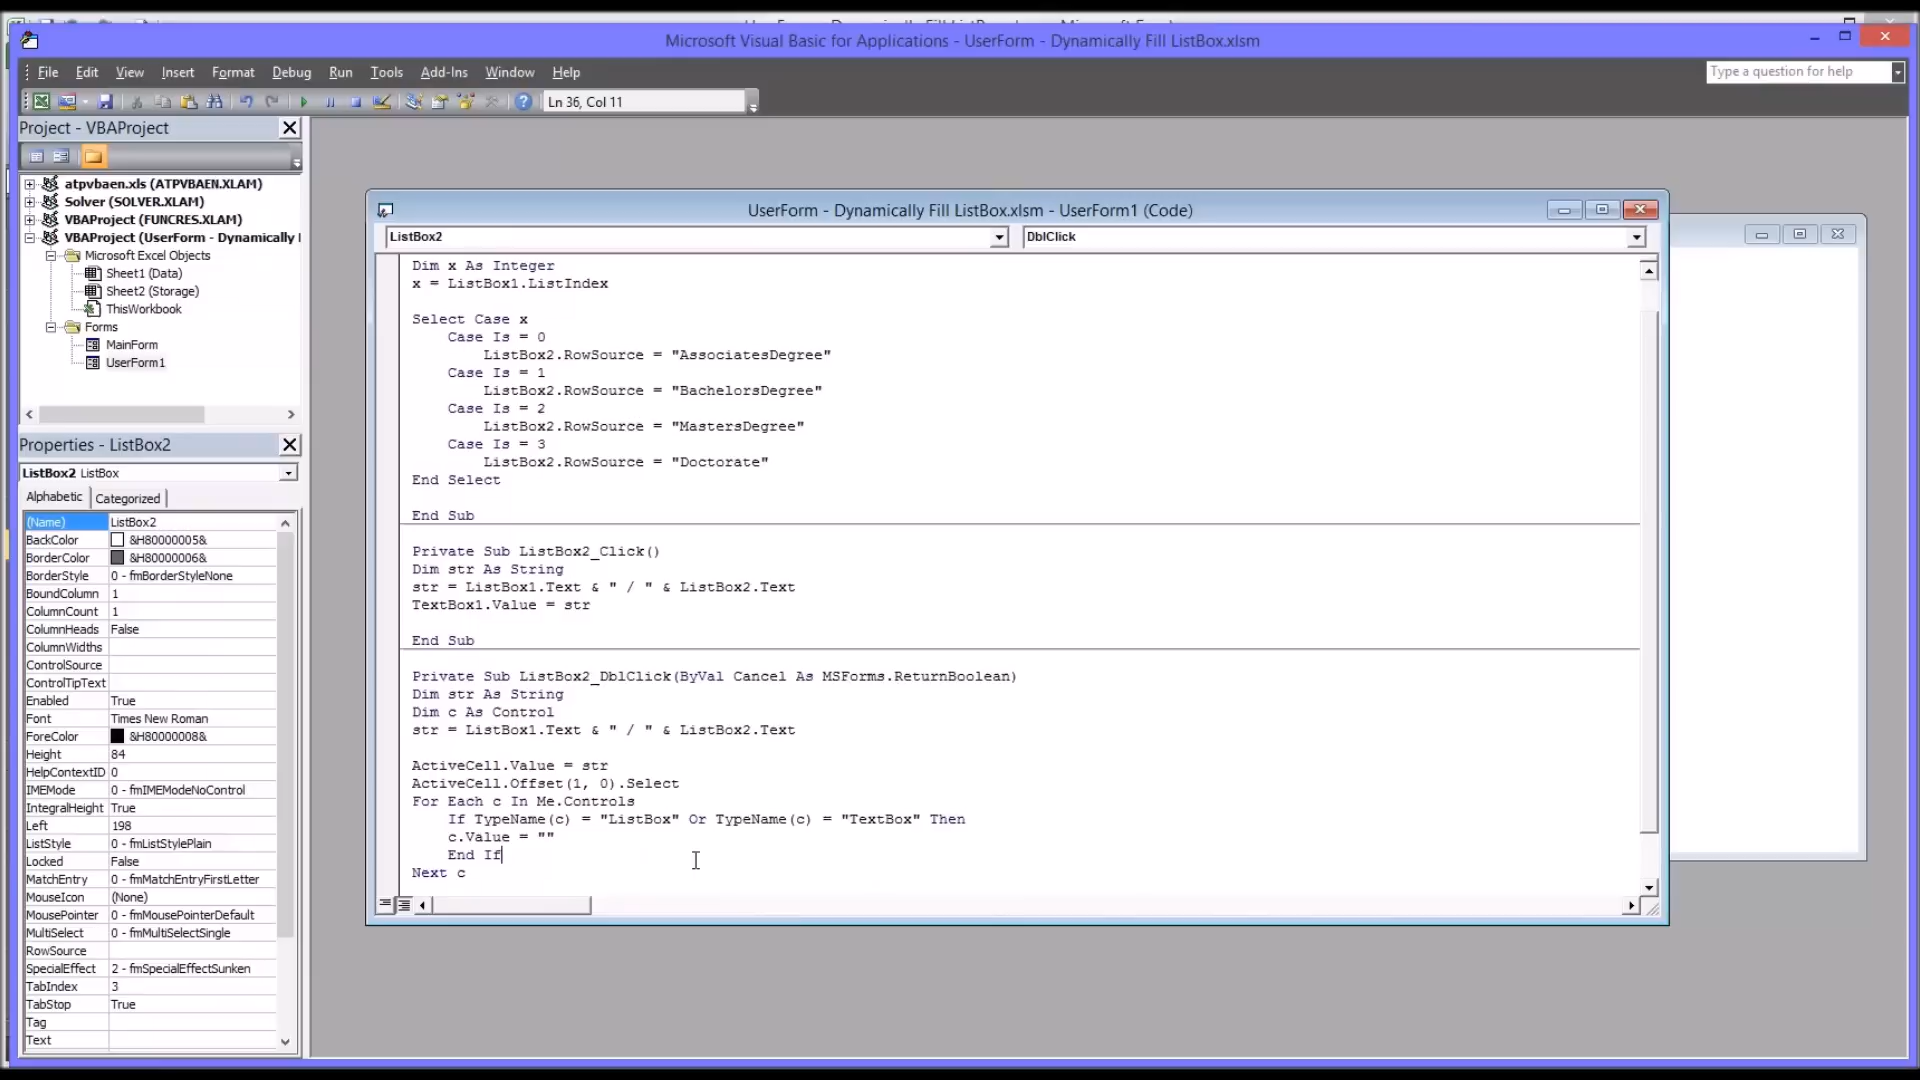 Microsoft Visual Basic for Applications - UserForm - Dynamically Fill ListBox.xlsm
File Edit View Insert Format Debug Run Tools Add-Ins Window Help
Type a question for help
Ln 36, Col 11
Project - VBAProject
atpvbaen.xls (ATPVBAEN.XLAM)
Solver (SOLVER.XLAM)
VBAProject (FUNCRES.XLAM)
VBAProject (UserForm - Dynamically
Microsoft Excel Objects
Sheet1 (Data)
Sheet2 (Storage)
ThisWorkbook
Forms
MainForm
UserForm1
Properties - ListBox2
ListBox2 ListBox
Alphabetic Categorized
(Name) ListBox2
BackColor &H80000005&
BorderColor &H80000006&
BorderStyle 0 - fmBorderStyleNone
BoundColumn 1
ColumnCount 1
ColumnHeads False
ColumnWidths
ControlSource
ControlTipText
Enabled True
Font Times New Roman
ForeColor &H80000008&
Height 84
HelpContextID 0
IMEMode 0 - fmIMEModeNoControl
IntegralHeight True
Left 198
ListStyle 0 - fmListStylePlain
Locked False
MatchEntry 0 - fmMatchEntryFirstLetter
MouseIcon (None)
MousePointer 0 - fmMousePointerDefault
MultiSelect 0 - fmMultiSelectSingle
RowSource
SpecialEffect 2 - fmSpecialEffectSunken
TabIndex 3
TabStop True
Tag
Text
UserForm - Dynamically Fill ListBox.xlsm - UserForm1 (Code)
ListBox2 DblClick
Dim x As Integer
x = ListBox1.ListIndex
Select Case x
Case Is = 0
ListBox2.RowSource = "AssociatesDegree"
Case Is = 1
ListBox2.RowSource = "BachelorsDegree"
Case Is = 2
ListBox2.RowSource = "MastersDegree"
Case Is = 3
ListBox2.RowSource = "Doctorate"
End Select
End Sub
Private Sub ListBox2_Click()
Dim str As String
str = ListBox1.Text & " / " & ListBox2.Text
TextBox1.Value = str
End Sub
Private Sub ListBox2_DblClick(ByVal Cancel As MSForms.ReturnBoolean)
Dim str As String
Dim c As Control
str = ListBox1.Text & " / " & ListBox2.Text
ActiveCell.Value = str
ActiveCell.Offset(1, 0).Select
For Each c In Me.Controls
If TypeName(c) = "ListBox" Or TypeName(c) = "TextBox" Then
c.Value = ""
End If
Next c